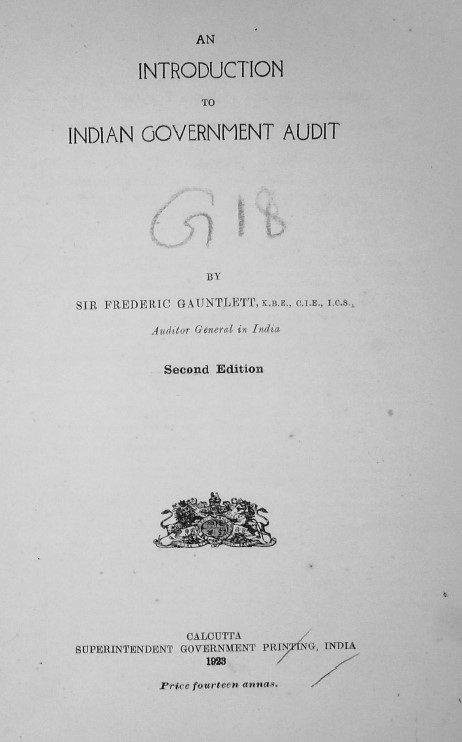 AN
INTRODUCTION
TO
INDIAN GOVERNMENT AUDIT
G 18
BY
SIR FREDERIC GAUNTLETT, K.B.E., C.I.E., I.C.S.,
Auditor General in India
Second Edition
CALCUTTA
SUPERINTENDENT GOVERNMENT PRINTING, INDIA
1923
Price fourteen annas.